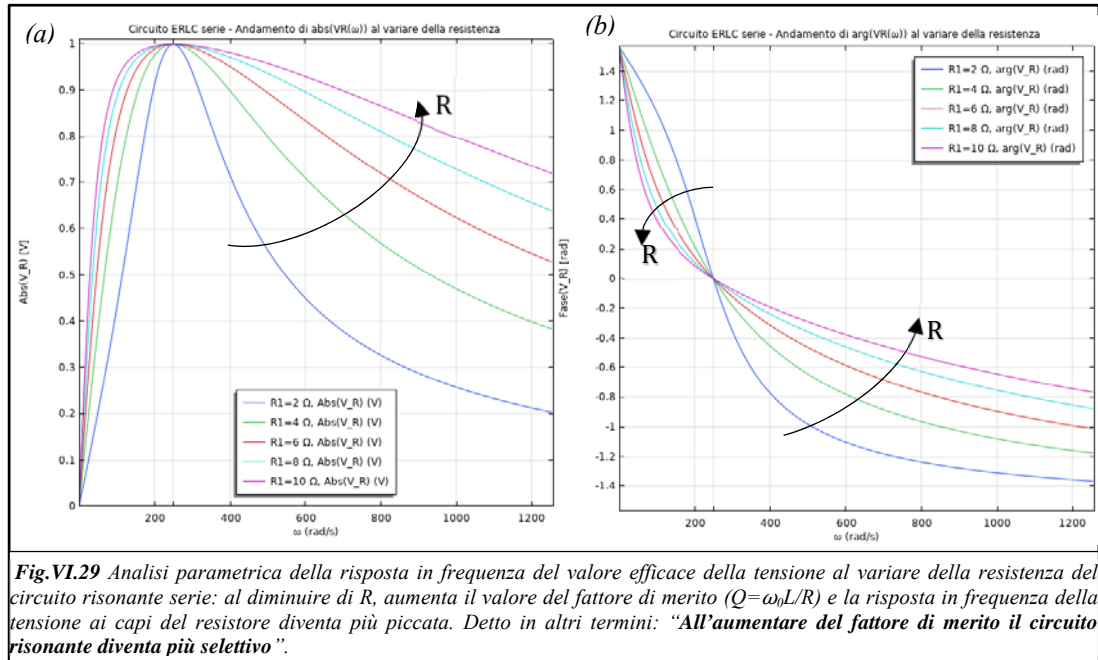 (a)
Circuito ERLC serie - Andamento di abs(VR(ω)) al variare della resistenza
1
0.9
0.8
0.7
0.6
0.5
0.4
0.3
0.2
0.1
0
Abs(V_R) [V]
R
R1=2 Ω, Abs(V_R) (V)
R1=4 Ω, Abs(V_R) (V)
R1=6 Ω, Abs(V_R) (V)
R1=8 Ω, Abs(V_R) (V)
R1=10 Ω, Abs(V_R) (V)
200 400 600 800 1000 1200
ω (rad/s)
(b)
Circuito ERLC serie - Andamento di arg(VR(ω)) al variare della resistenza
1.4
1.2
1
0.8
0.6
0.4
0.2
0
-0.2
-0.4
-0.6
-0.8
-1
-1.2
-1.4
Fase(V_R) [rad]
R1=2 Ω, arg(V_R) (rad)
R1=4 Ω, arg(V_R) (rad)
R1=6 Ω, arg(V_R) (rad)
R1=8 Ω, arg(V_R) (rad)
R1=10 Ω, arg(V_R) (rad)
R
R
200 400 600 800 1000 1200
ω (rad/s)
Fig.VI.29 Analisi parametrica della risposta in frequenza del valore efficace della tensione al variare della resistenza del
circuito risonante serie: al diminuire di R, aumenta il valore del fattore di merito (Q=ω0L/R) e la risposta in frequenza della
tensione ai capi del resistore diventa più piccata. Detto in altri termini: “All’aumentare del fattore di merito il circuito
risonante diventa più selettivo”.